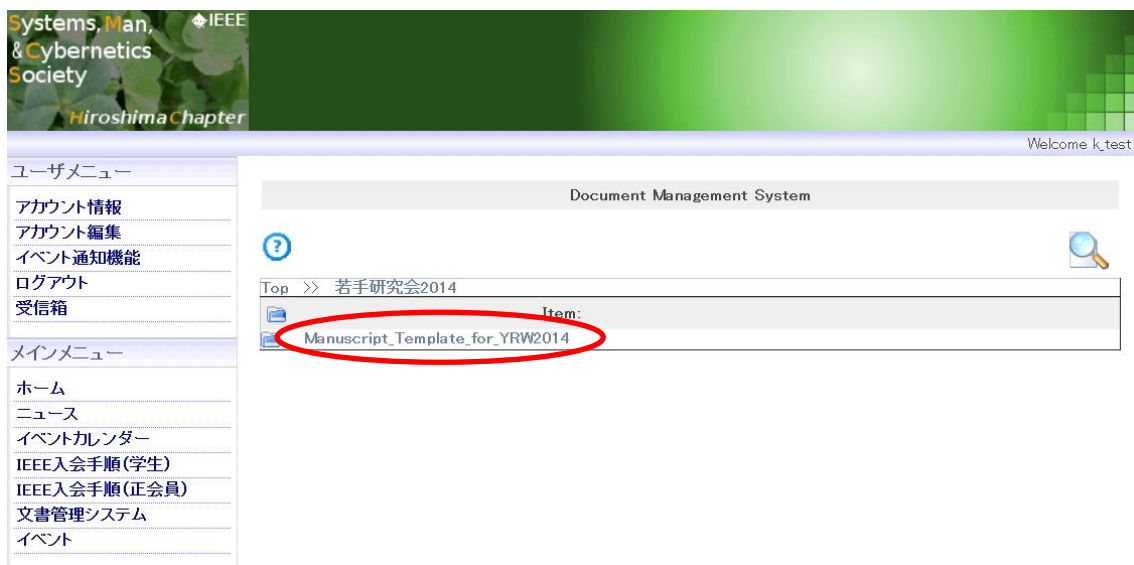 Systems, Man, IEEE
& Cybernetics
Society
Hiroshima Chapter
Welcome k_test
ユーザメニュー
アカウント情報
アカウント編集
イベント通知機能
ログアウト
受信箱
メインメニュー
ホーム
ニュース
イベントカレンダー
IEEE入会手順(学生)
IEEE入会手順(正会員)
文書管理システム
イベント
Document Management System
?
Top >> 若手研究会2014
Item:
Manuscript_Template_for_YRW2014